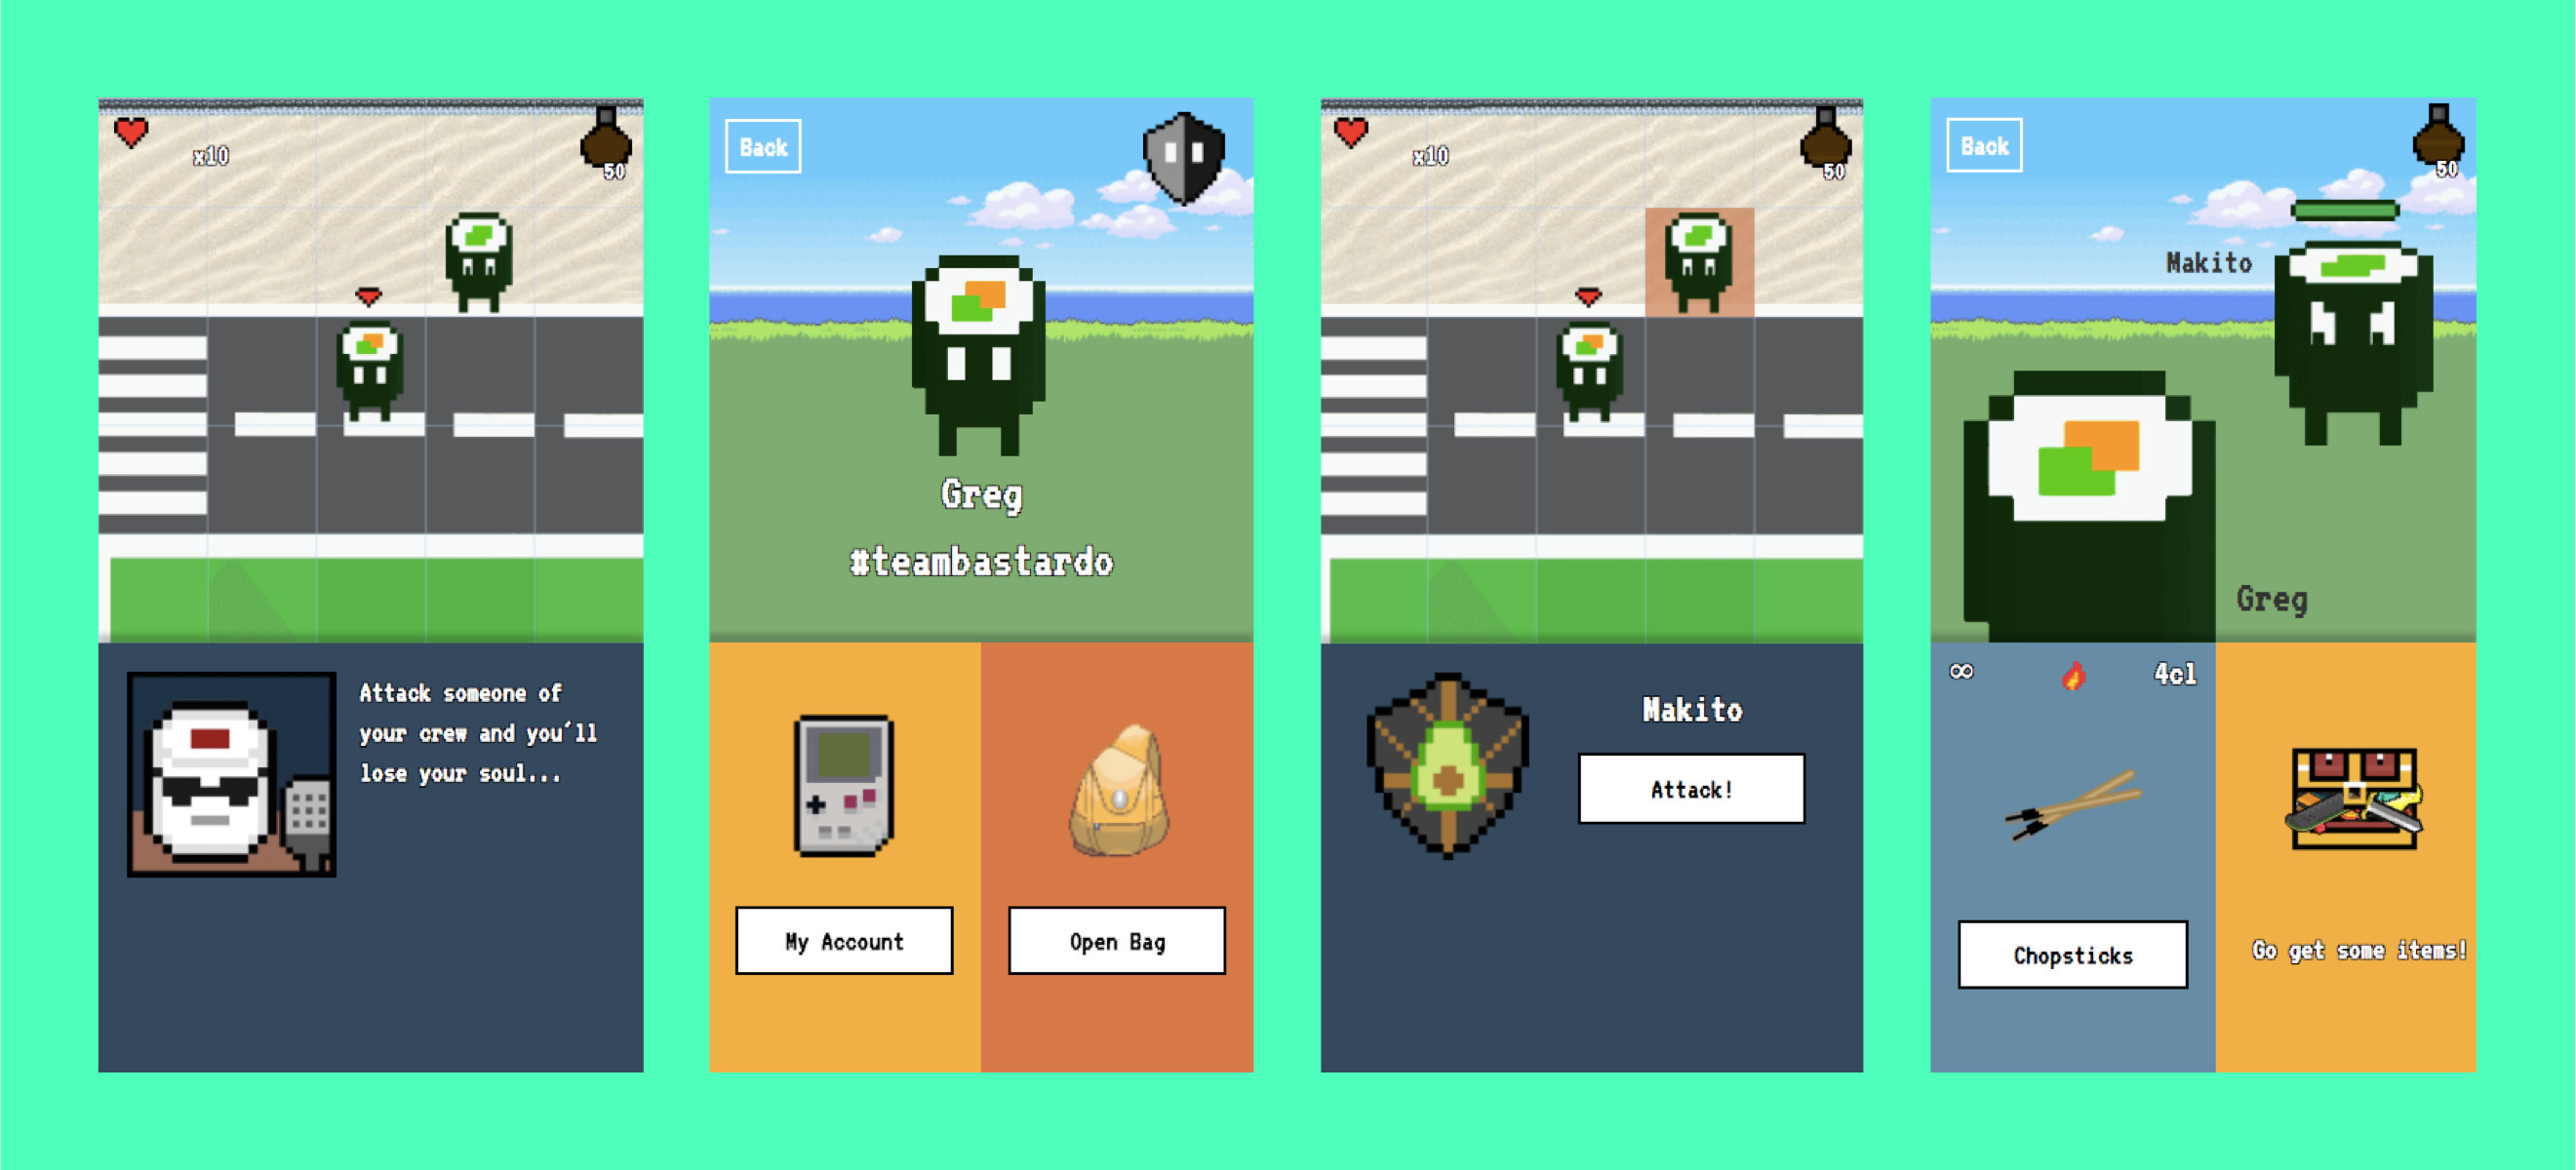 x10
50
Attack someone of
your crew and you'll
lose your soul...
Back
Greg
#teambastardo
My Account
Open Bag
x10
50
Makito
Attack!
Back
50
Makito
Greg
∞
4cl
Chopsticks
Go get some items!